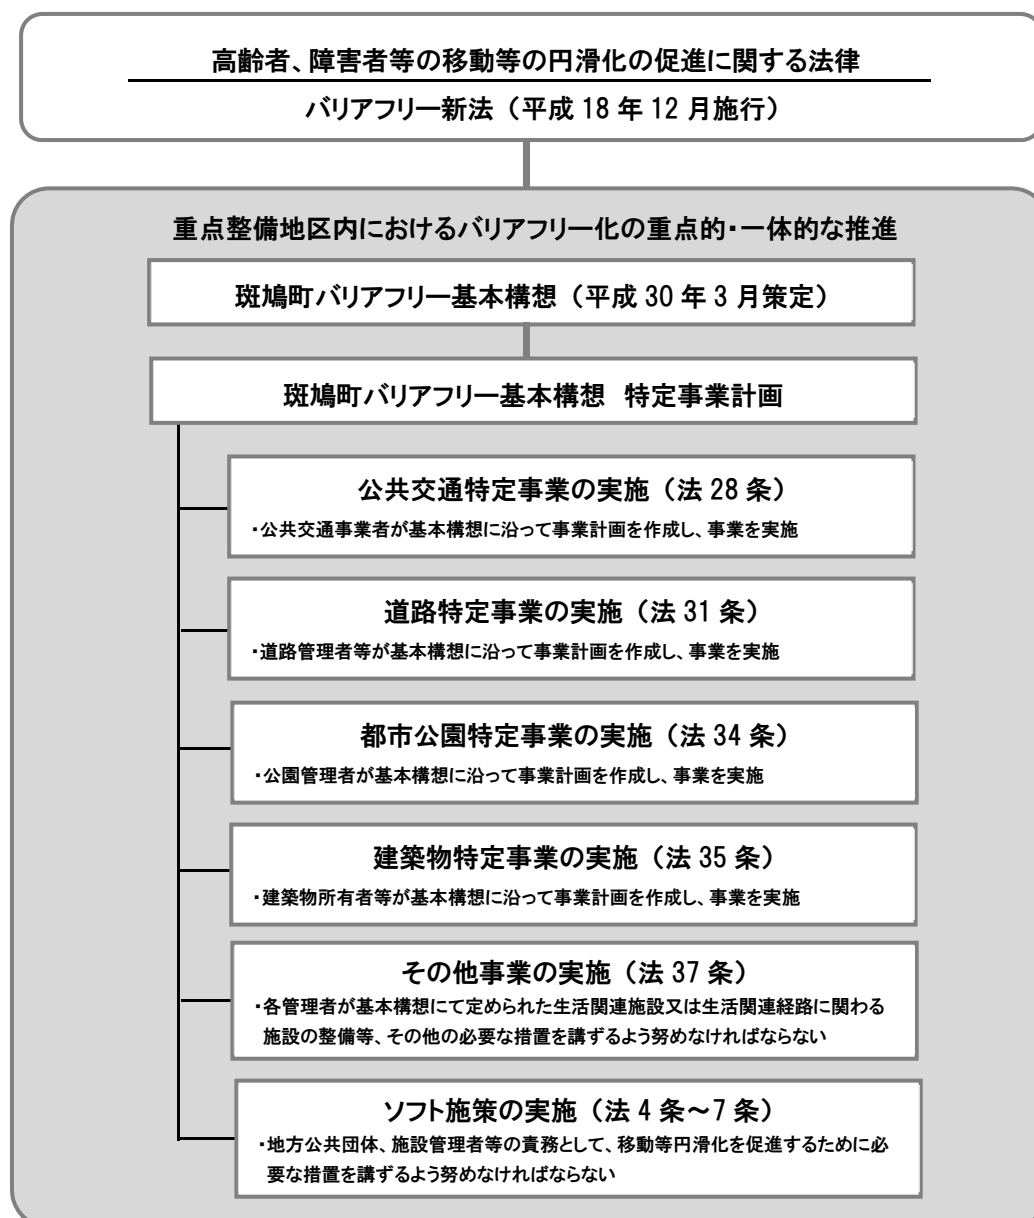 高齢者、障害者等の移動等の円滑化の促進に関する法律
バリアフリー新法（平成 18 年 12 月施行）
重点整備地区内におけるバリアフリー化の重点的・一体的な推進
斑鳩町バリアフリー基本構想（平成 30 年 3 月策定）
斑鳩町バリアフリー基本構想　特定事業計画
公共交通特定事業の実施（法 28 条）
・公共交通事業者が基本構想に沿って事業計画を作成し、事業を実施
道路特定事業の実施（法 31 条）
・道路管理者等が基本構想に沿って事業計画を作成し、事業を実施
都市公園特定事業の実施（法 34 条）
・公園管理者が基本構想に沿って事業計画を作成し、事業を実施
建築物特定事業の実施（法 35 条）
・建築物所有者等が基本構想に沿って事業計画を作成し、事業を実施
その他事業の実施（法 37 条）
・各管理者が基本構想にて定められた生活関連施設又は生活関連経路に関わる
施設の整備等、その他の必要な措置を講ずるよう努めなければならない
ソフト施策の実施（法 4 条～7 条）
・地方公共団体、施設管理者等の責務として、移動等円滑化を促進するために必
要な措置を講ずるよう努めなければならない